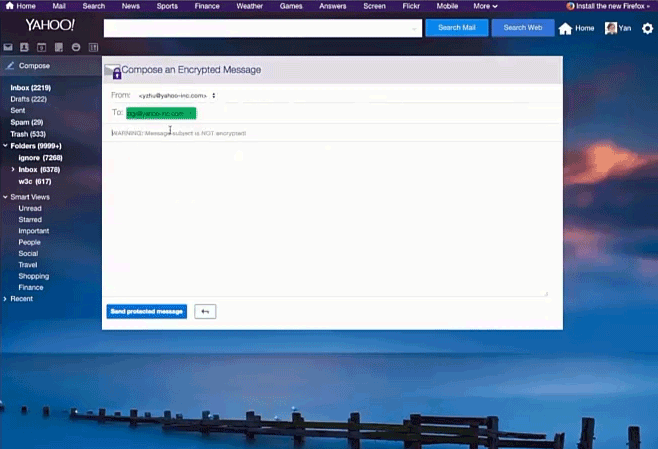 Home Mail Search News Sports Finance Weather Games Answers Screen Flickr Mobile More Install the new Firefox »
YAHOO!
Search Mail
Search Web
Home
Yan
Compose
Inbox (2219)
Drafts (222)
Sent
Spam (29)
Trash (533)
Folders (9999+)
ignore (7268)
Inbox (6378)
w3c (617)
Smart Views
Unread
Starred
Important
People
Social
Travel
Shopping
Finance
Recent
Compose an Encrypted Message
From: <yzhu@yahoo-inc.com>
To: @yahoo-inc.com
WARNING! Message subject is NOT encrypted
Send protected message